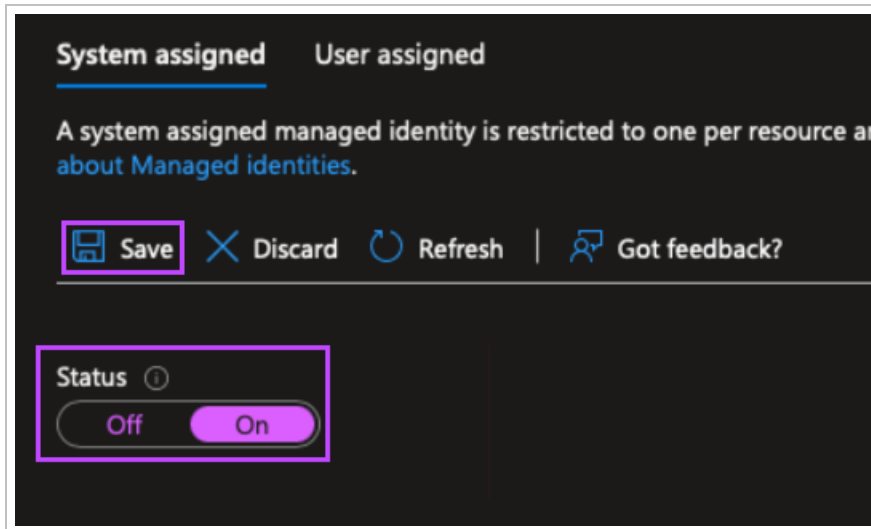 System assigned User assigned
A system assigned managed identity is restricted to one per resource
about Managed identities.
Save Discard Refresh | Got feedback?
Status
Off On